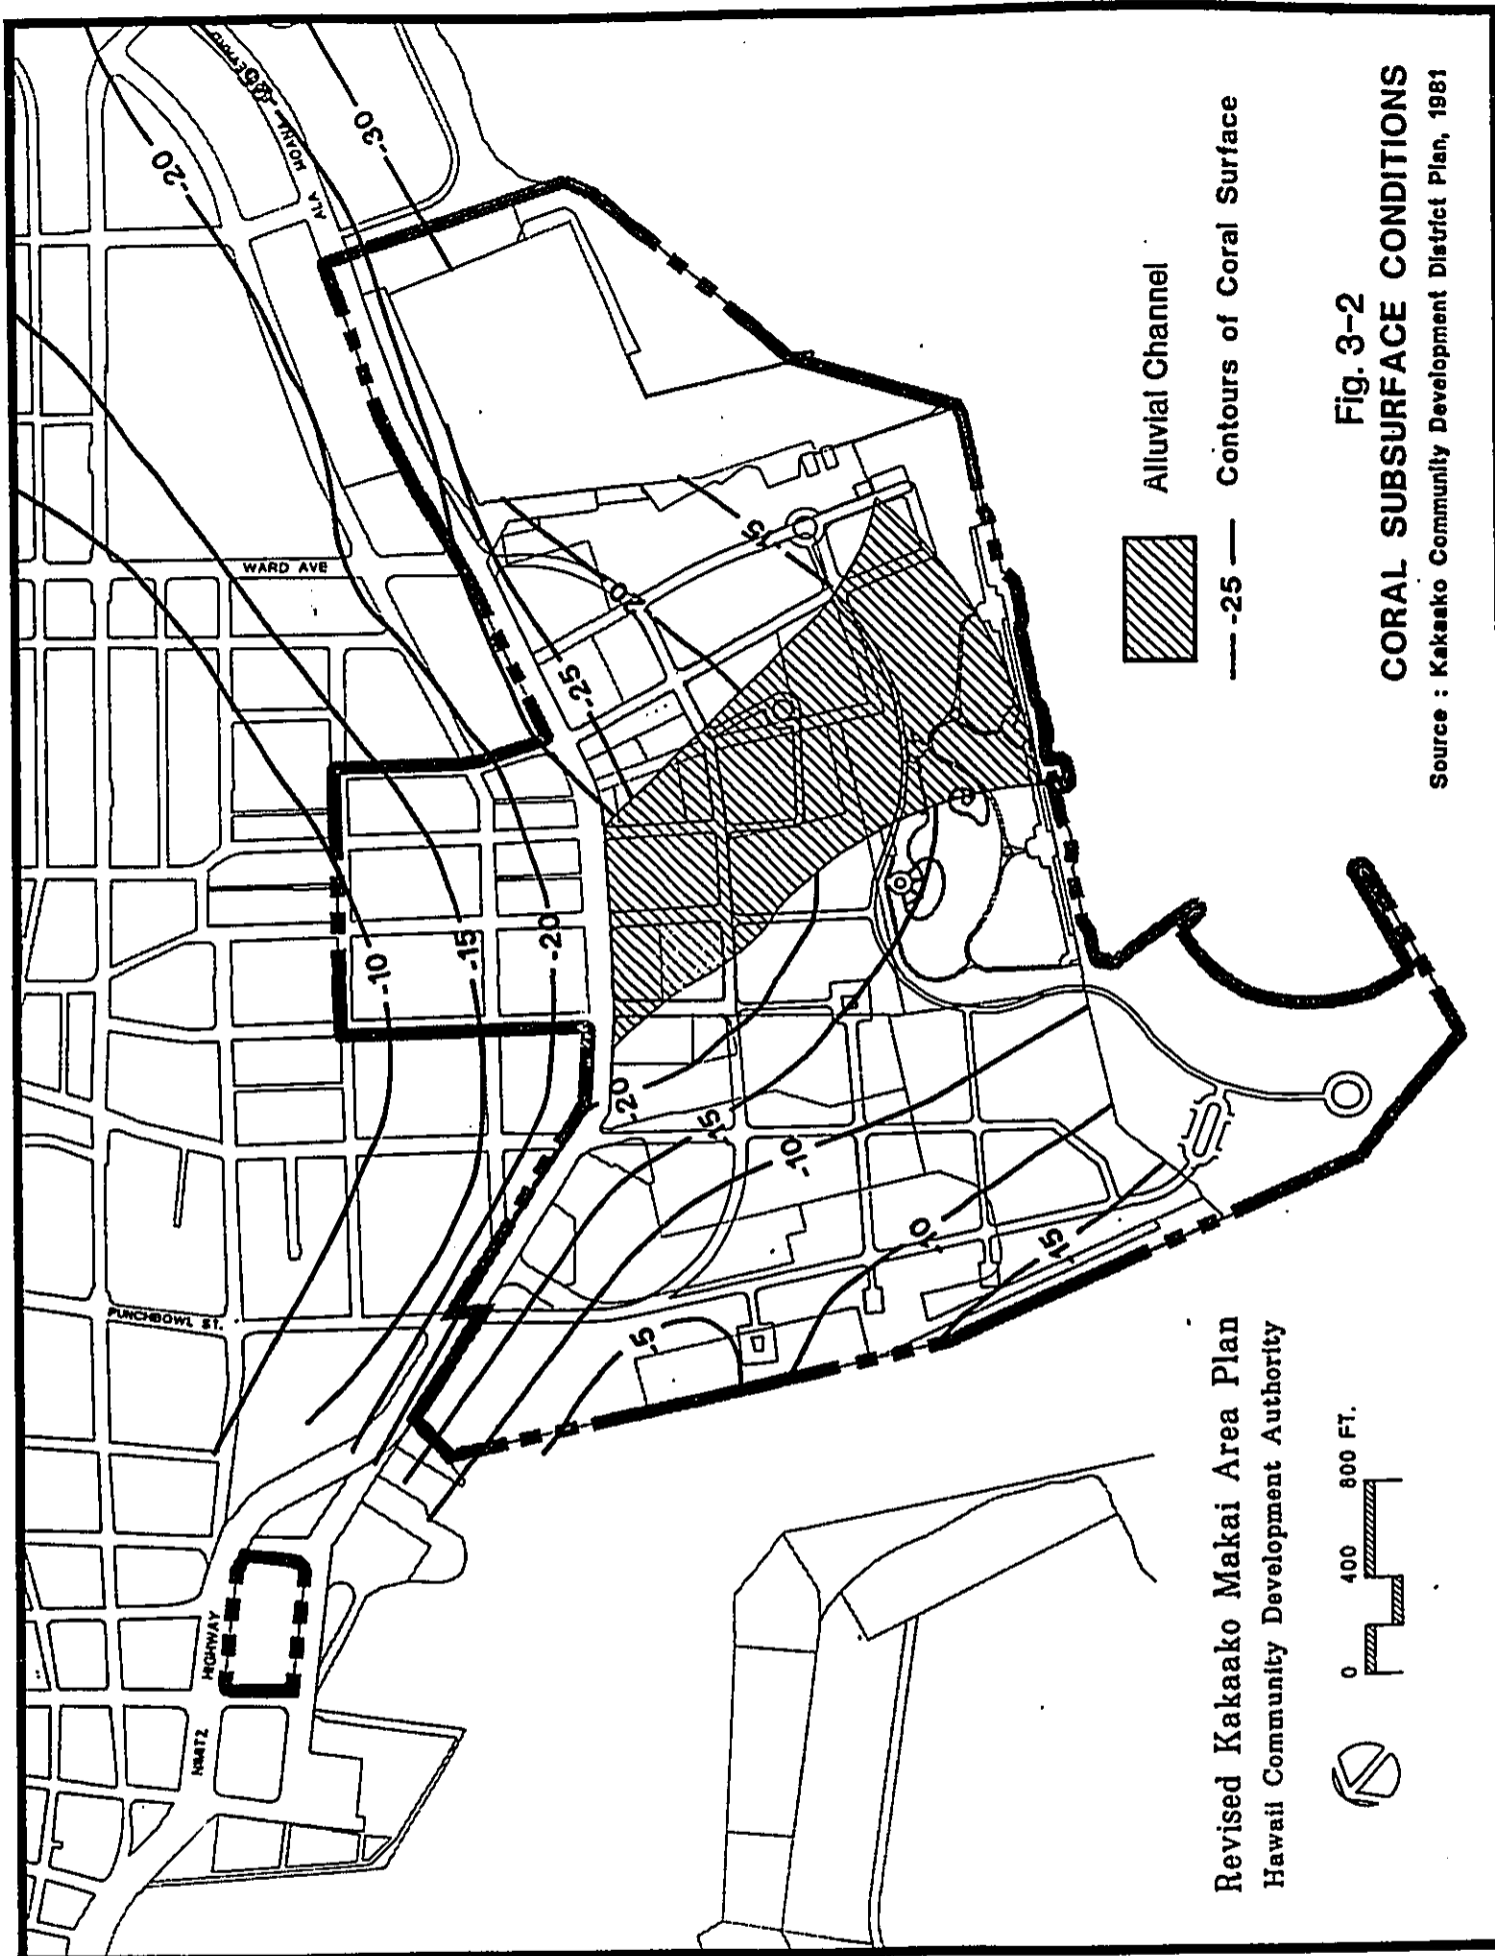 NIMITZ
HIGHWAY
PUNCHBOWL ST.
WARD AVE
ALA MOANA
-20
-30
-10
-15
-20
-25
-20
-15
-20
-15
-10
-10
-15
-5
Alluvial Channel
-25 Contours of Coral Surface
Revised Kakaako Makai Area Plan
Hawaii Community Development Authority
0 400 800 FT.
Fig. 3-2
CORAL SUBSURFACE CONDITIONS
Source : Kakaako Community Development District Plan, 1981